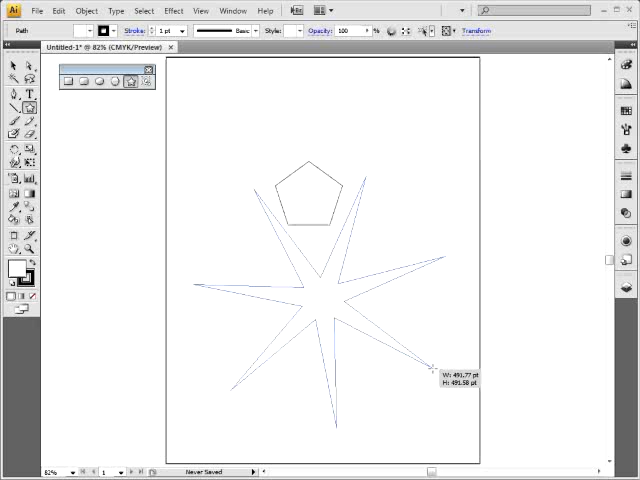 Ai File Edit Object Type Select Effect View Window Help Br
Path Stroke: 1 pt Basic Style: Opacity: 100 % Transform
Untitled-1* @ 82% (CMYK/Preview)
T
W: 491.77 pt
H: 491.58 pt
82% 1 Never Saved